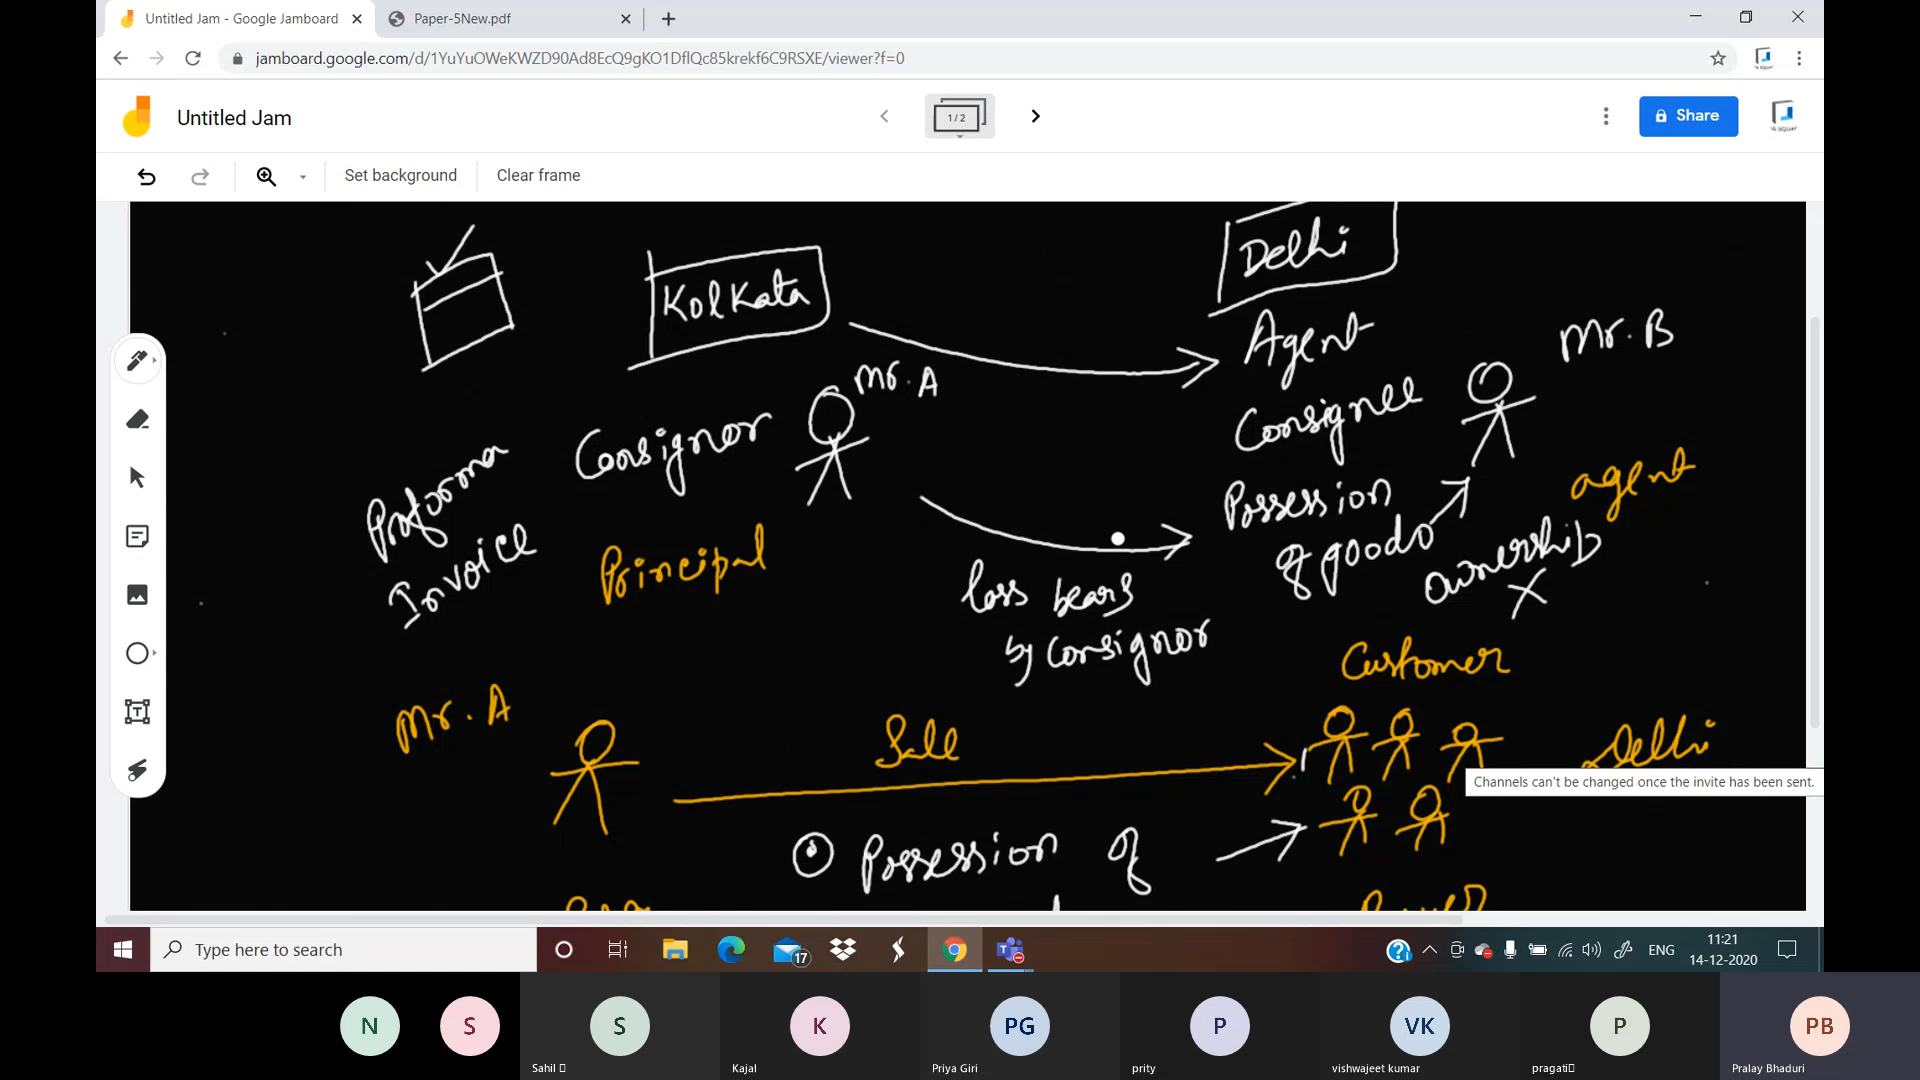 Untitled Jam - Google Jamboard
Paper-5New.pdf
jamboard.google.com/d/1YuYuOWeKWZD90Ad8EcQ9gKO1DflQc85krekf6C9RSXE/viewer?f=0
Untitled Jam
1 / 2
Share
Set background
Clear frame
Kolkata
Delhi
Agent
Mr. A
Mr. B
Consignor
Consignee
Proforma
Invoice
Principal
Possession
of goods
agent
ownership
X
loss bears
by Consignor
Customer
Mr. A
Sale
Delhi
Channels can't be changed once the invite has been sent.
Possession of
Type here to search
17
ENG
11:21
14-12-2020
N
S
S
K
PG
P
VK
P
PB
Sahil
Kajal
Priya Giri
prity
vishwajeet kumar
pragati
Pralay Bhaduri